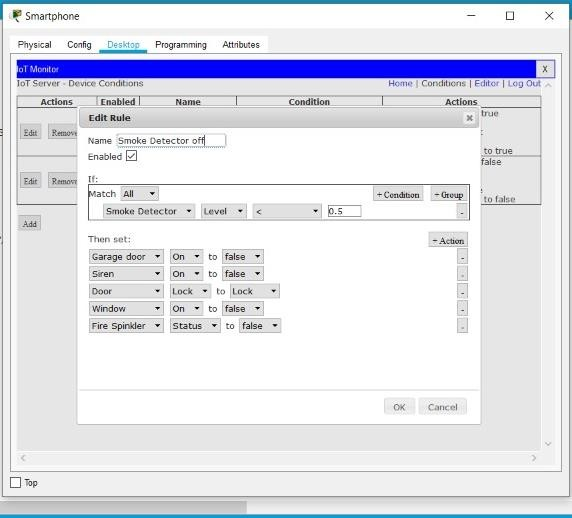 Smartphone
Physical Config Desktop Programming Attributes
IoT Monitor X
IoT Server - Device Conditions Home | Conditions | Editor | Log Out
Actions Enabled Name Condition Actions
true
Edit Remove
to true
false
Edit Remov
to false
Add
Edit Rule
Name Smoke Detector off
Enabled
If:
Match All + Condition + Group
Smoke Detector Level < 0.5 -
Then set: + Action
Garage door On to false -
Siren On to false -
Door Lock to Lock -
Window On to false -
Fire Spinkler Status to false -
OK Cancel
Top